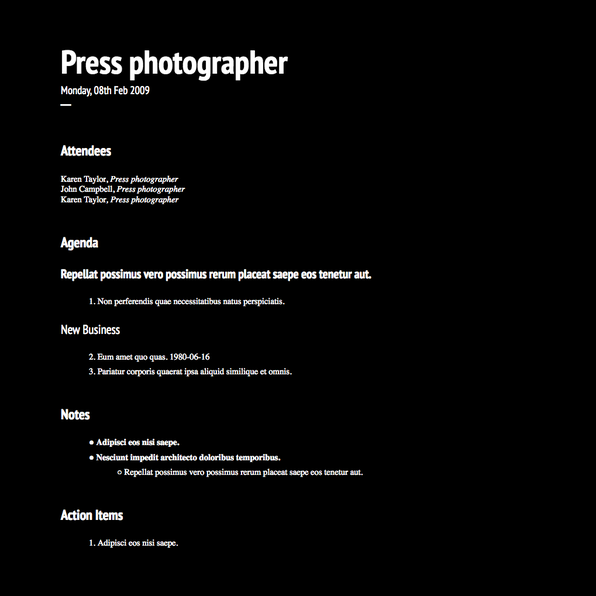 Press photographer
Monday, 08th Feb 2009
Attendees
Karen Taylor, Press photographer
John Campbell, Press photographer
Karen Taylor, Press photographer
Agenda
Repellat possimus vero possimus rerum placeat saepe eos tenetur aut.
1. Non perferendis quae necessitatibus natus perspiciatis.
New Business
2. Eum amet quo quas. 1980-06-16
3. Pariatur corporis quaerat ipsa aliquid similique et omnis.
Notes
● Adipisci eos nisi saepe.
● Nesciunt impedit architecto doloribus temporibus.
○ Repellat possimus vero possimus rerum placeat saepe eos tenetur aut.
Action Items
1. Adipisci eos nisi saepe.